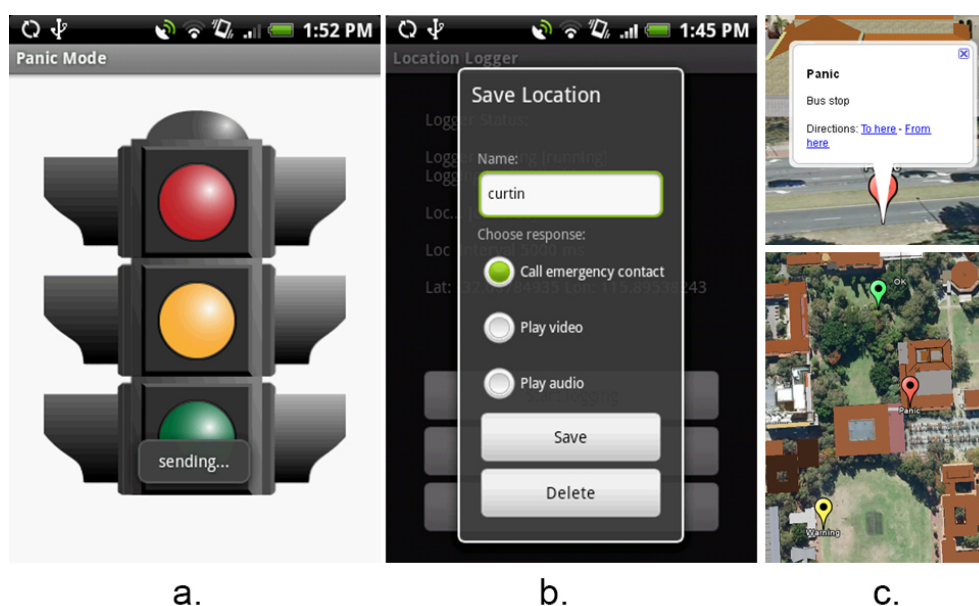 1:52 PM
Panic Mode
sending...
a.
1:45 PM
Location Logger
Save Location
Logger Status:
Name:
curtin
Choose response:
Call emergency contact
Play video
Play audio
Save
Delete
b.
Panic
Bus stop
Directions: To here - From
here
OK
Panic
Warning
c.